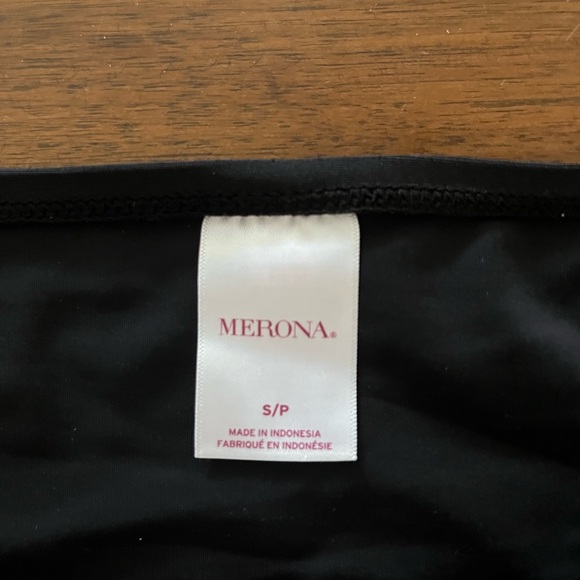 MERONA®
S/P
MADE IN INDONESIA
FABRIQUÉ EN INDONÉSIE